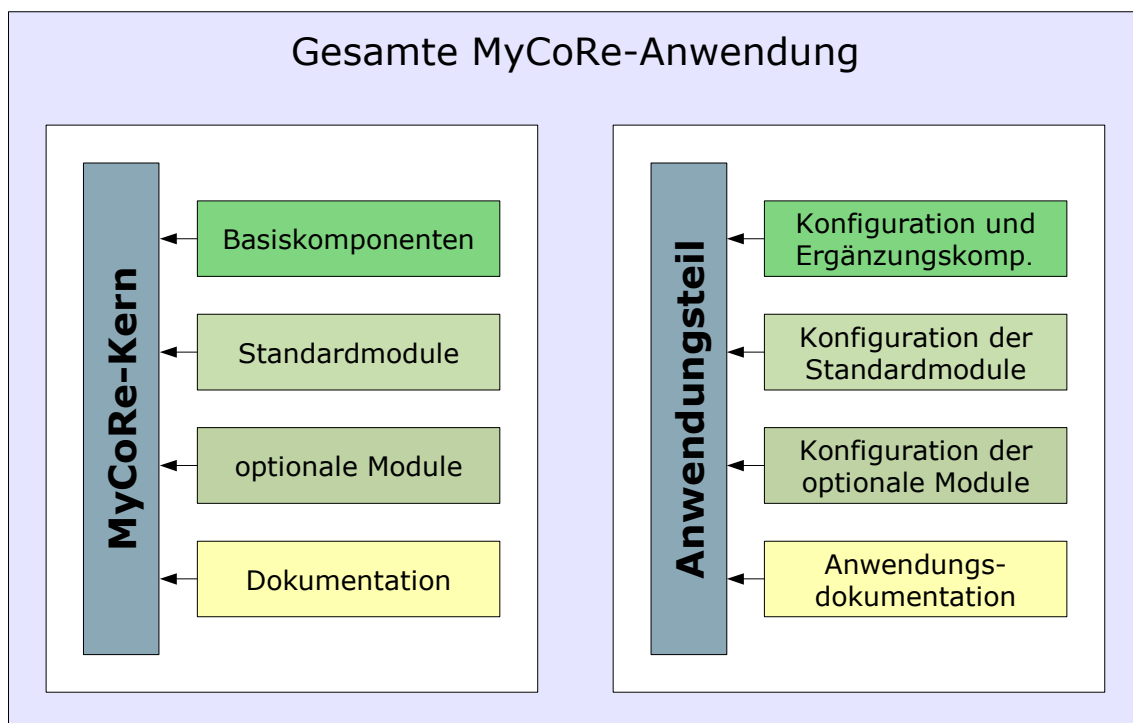 Gesamte MyCoRe-Anwendung
MyCoRe-Kern
Basiskomponenten
Standardmodule
optionale Module
Dokumentation
Anwendungsteil
Konfiguration und
Ergänzungskomp.
Konfiguration der
Standardmodule
Konfiguration der
optionale Module
Anwendungs-
dokumentation